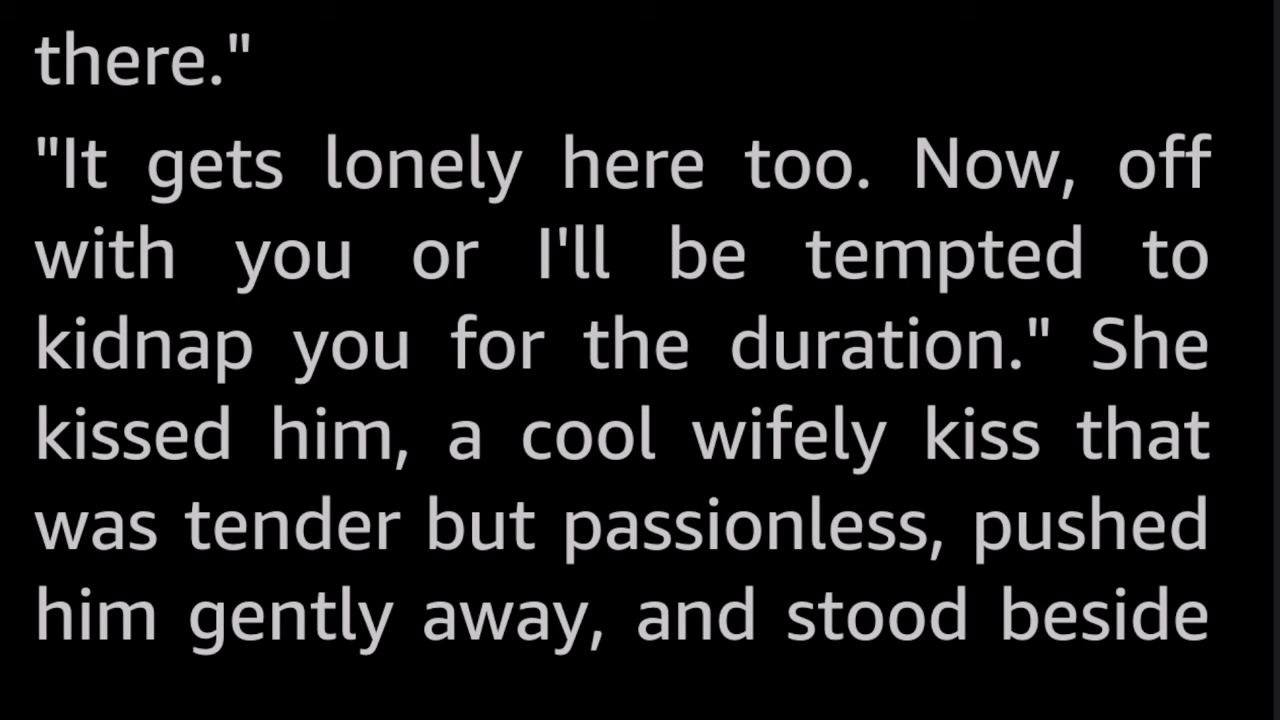 there."
"It gets lonely here too. Now, off
with you or I'll be tempted to
kidnap you for the duration." She
kissed him, a cool wifely kiss that
was tender but passionless, pushed
him gently away, and stood beside